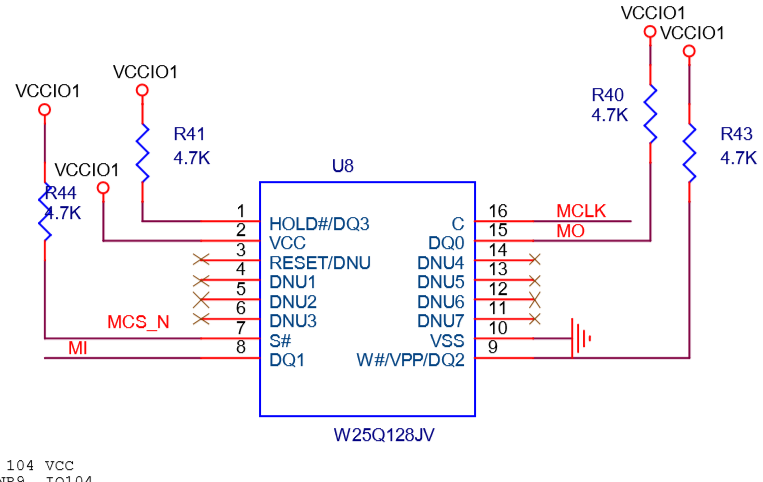 VCCIO1
VCCIO1
VCCIO1
VCCIO1
R40
4.7K
R41
4.7K
R43
4.7K
VCCIO1
U8
R44
4.7K
1
HOLD#/DQ3
C
16
MCLK
2
VCC
DQ0
15
MO
3
RESET/DNU
DNU4
14
4
DNU1
DNU5
13
5
DNU2
DNU6
12
6
DNU3
DNU7
11
MCS_N
7
S#
VSS
10
MI
8
DQ1
W#/VPP/DQ2
9
W25Q128JV
104 VCC
IO104